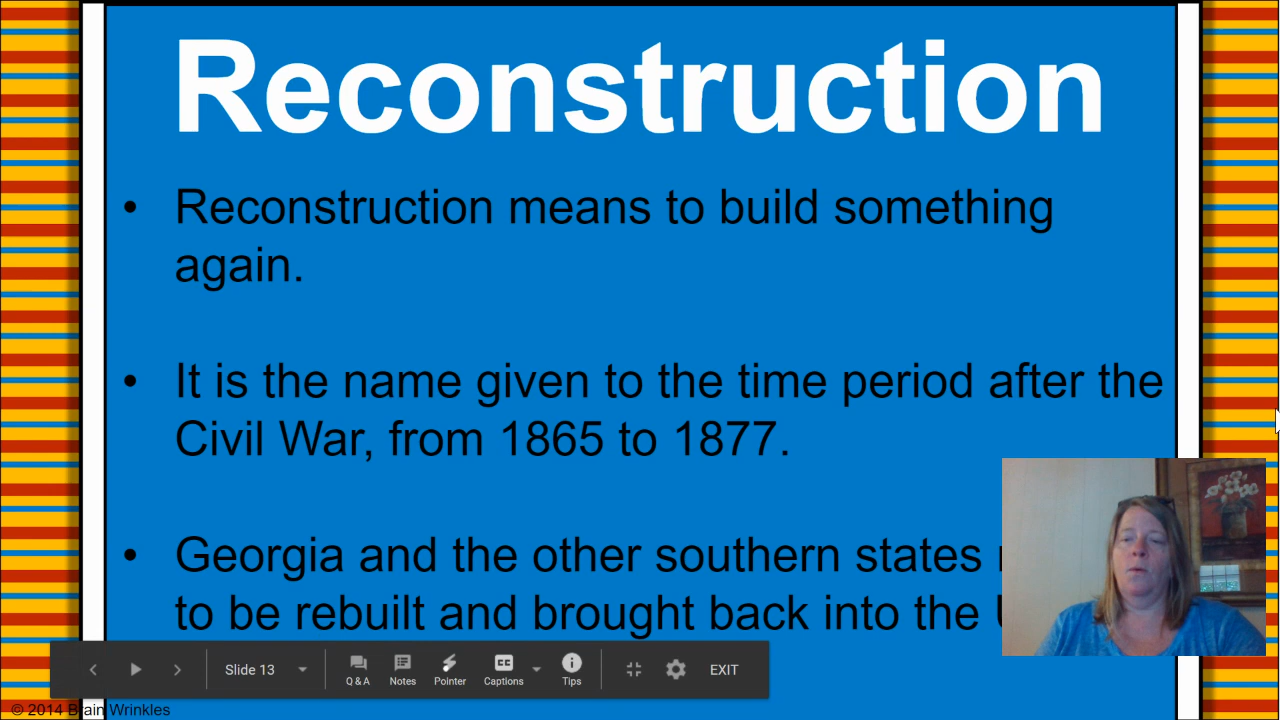 Reconstruction
• Reconstruction means to build something
again.
• It is the name given to the time period after the
Civil War, from 1865 to 1877.
• Georgia and the other southern states
to be rebuilt and brought back into the
Slide 13
Q & A
Notes
Pointer
CC
Captions
Tips
EXIT
© 2014 Brain Wrinkles